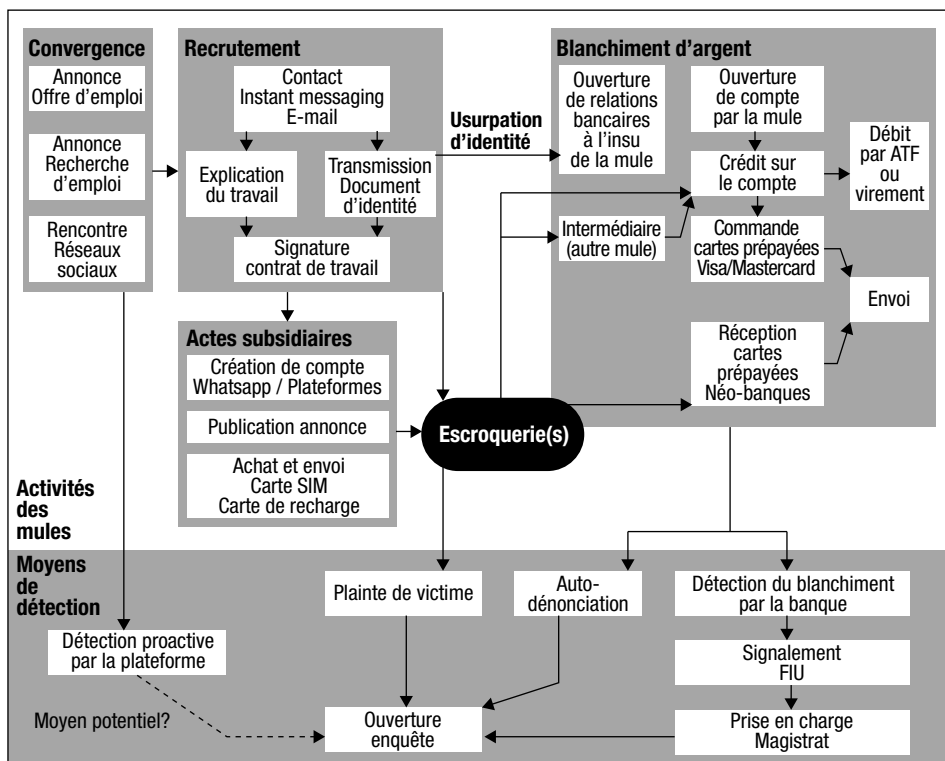 Convergence
Annonce
Offre d'emploi
Annonce
Recherche
d'emploi
Rencontre
Réseaux
sociaux
Recrutement
Contact
Instant messaging
E-mail
Explication
du travail
Transmission
Document
d'identité
Signature
contrat de travail
Usurpation
d'identité
Blanchiment d'argent
Ouverture
de relations
bancaires
à l'insu
de la mule
Ouverture
de compte
par la mule
Crédit sur
le compte
Débit
par ATF
ou
virement
Intermédiaire
(autre mule)
Commande
cartes prépayées
Visa/Mastercard
Envoi
Réception
cartes
prépayées
Néo-banques
Actes subsidiaires
Création de compte
Whatsapp / Plateformes
Publication annonce
Achat et envoi
Carte SIM
Carte de recharge
Escroquerie(s)
Activités
des
mules
Moyens
de
détection
Détection proactive
par la plateforme
Plainte de victime
Auto-
dénonciation
Détection du blanchiment
par la banque
Signalement
FIU
Moyen potentiel?
Ouverture
enquête
Prise en charge
Magistrat